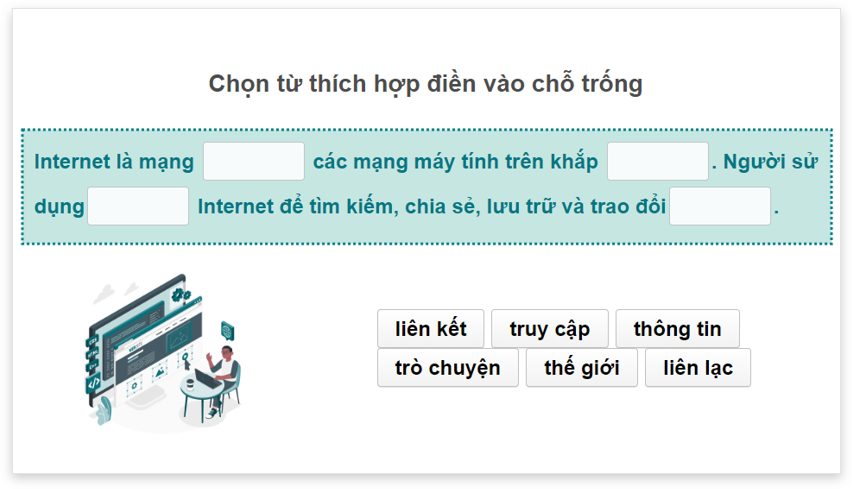 Chọn từ thích hợp điền vào chỗ trống
Internet là mạng các mạng máy tính trên khắp . Người sử
dụng Internet để tìm kiếm, chia sẻ, lưu trữ và trao đổi .
liên kết truy cập thông tin
trò chuyện thế giới liên lạc